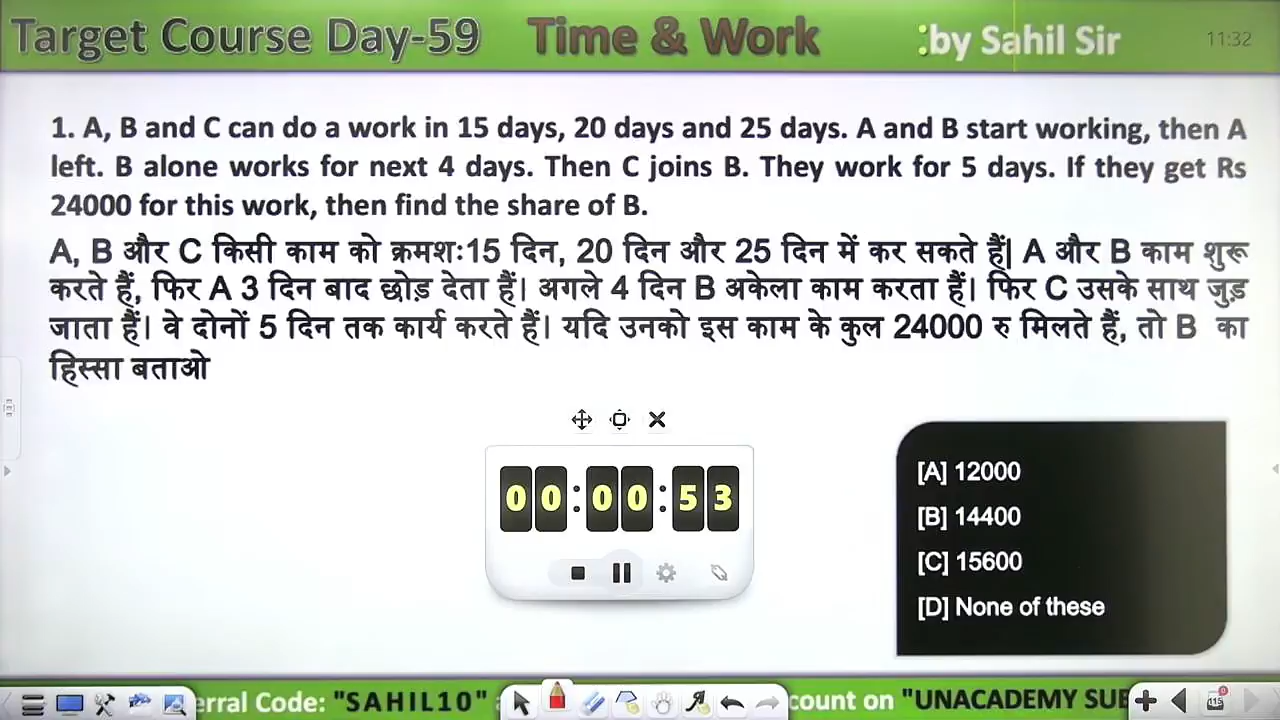 Target Course Day-59 Time & Work :by Sahil Sir 11:32
1. A, B and C can do a work in 15 days, 20 days and 25 days. A and B start working, then A
left. B alone works for next 4 days. Then C joins B. They work for 5 days. If they get Rs
24000 for this work, then find the share of B.
A, B और C किसी काम को क्रमशः15 दिन, 20 दिन और 25 दिन में कर सकते हैं| A और B काम शुरू
करते हैं, फिर A 3 दिन बाद छोड़ देता हैं। अगले 4 दिन B अकेला काम करता हैं। फिर C उसके साथ जुड़
जाता हैं। वे दोनों 5 दिन तक कार्य करते हैं। यदि उनको इस काम के कुल 24000 रु मिलते हैं, तो B का
हिस्सा बताओ
00:00:53
[A] 12000
[B] 14400
[C] 15600
[D] None of these
erral Code: "SAHIL10" count on "UNACADEMY SUB